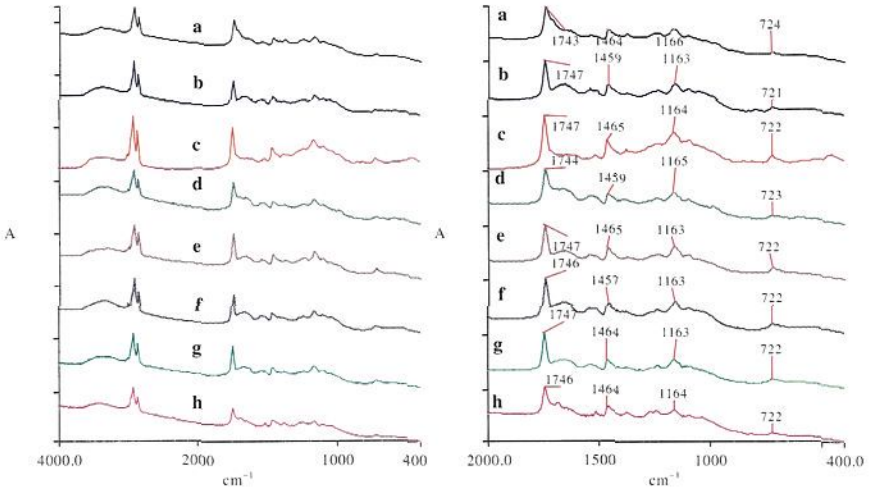 a
b
c
d
e
f
g
h
A
4000.0
2000
1000
400
cm⁻¹
a
1743
1464
1166
724
b
1747
1459
1163
721
c
1747
1465
1164
722
d
1744
1459
1165
723
e
1747
1465
1163
722
f
1746
1457
1163
722
g
1747
1464
1163
722
h
1746
1464
1164
722
A
2000.0
1500
1000
400.0
cm⁻¹